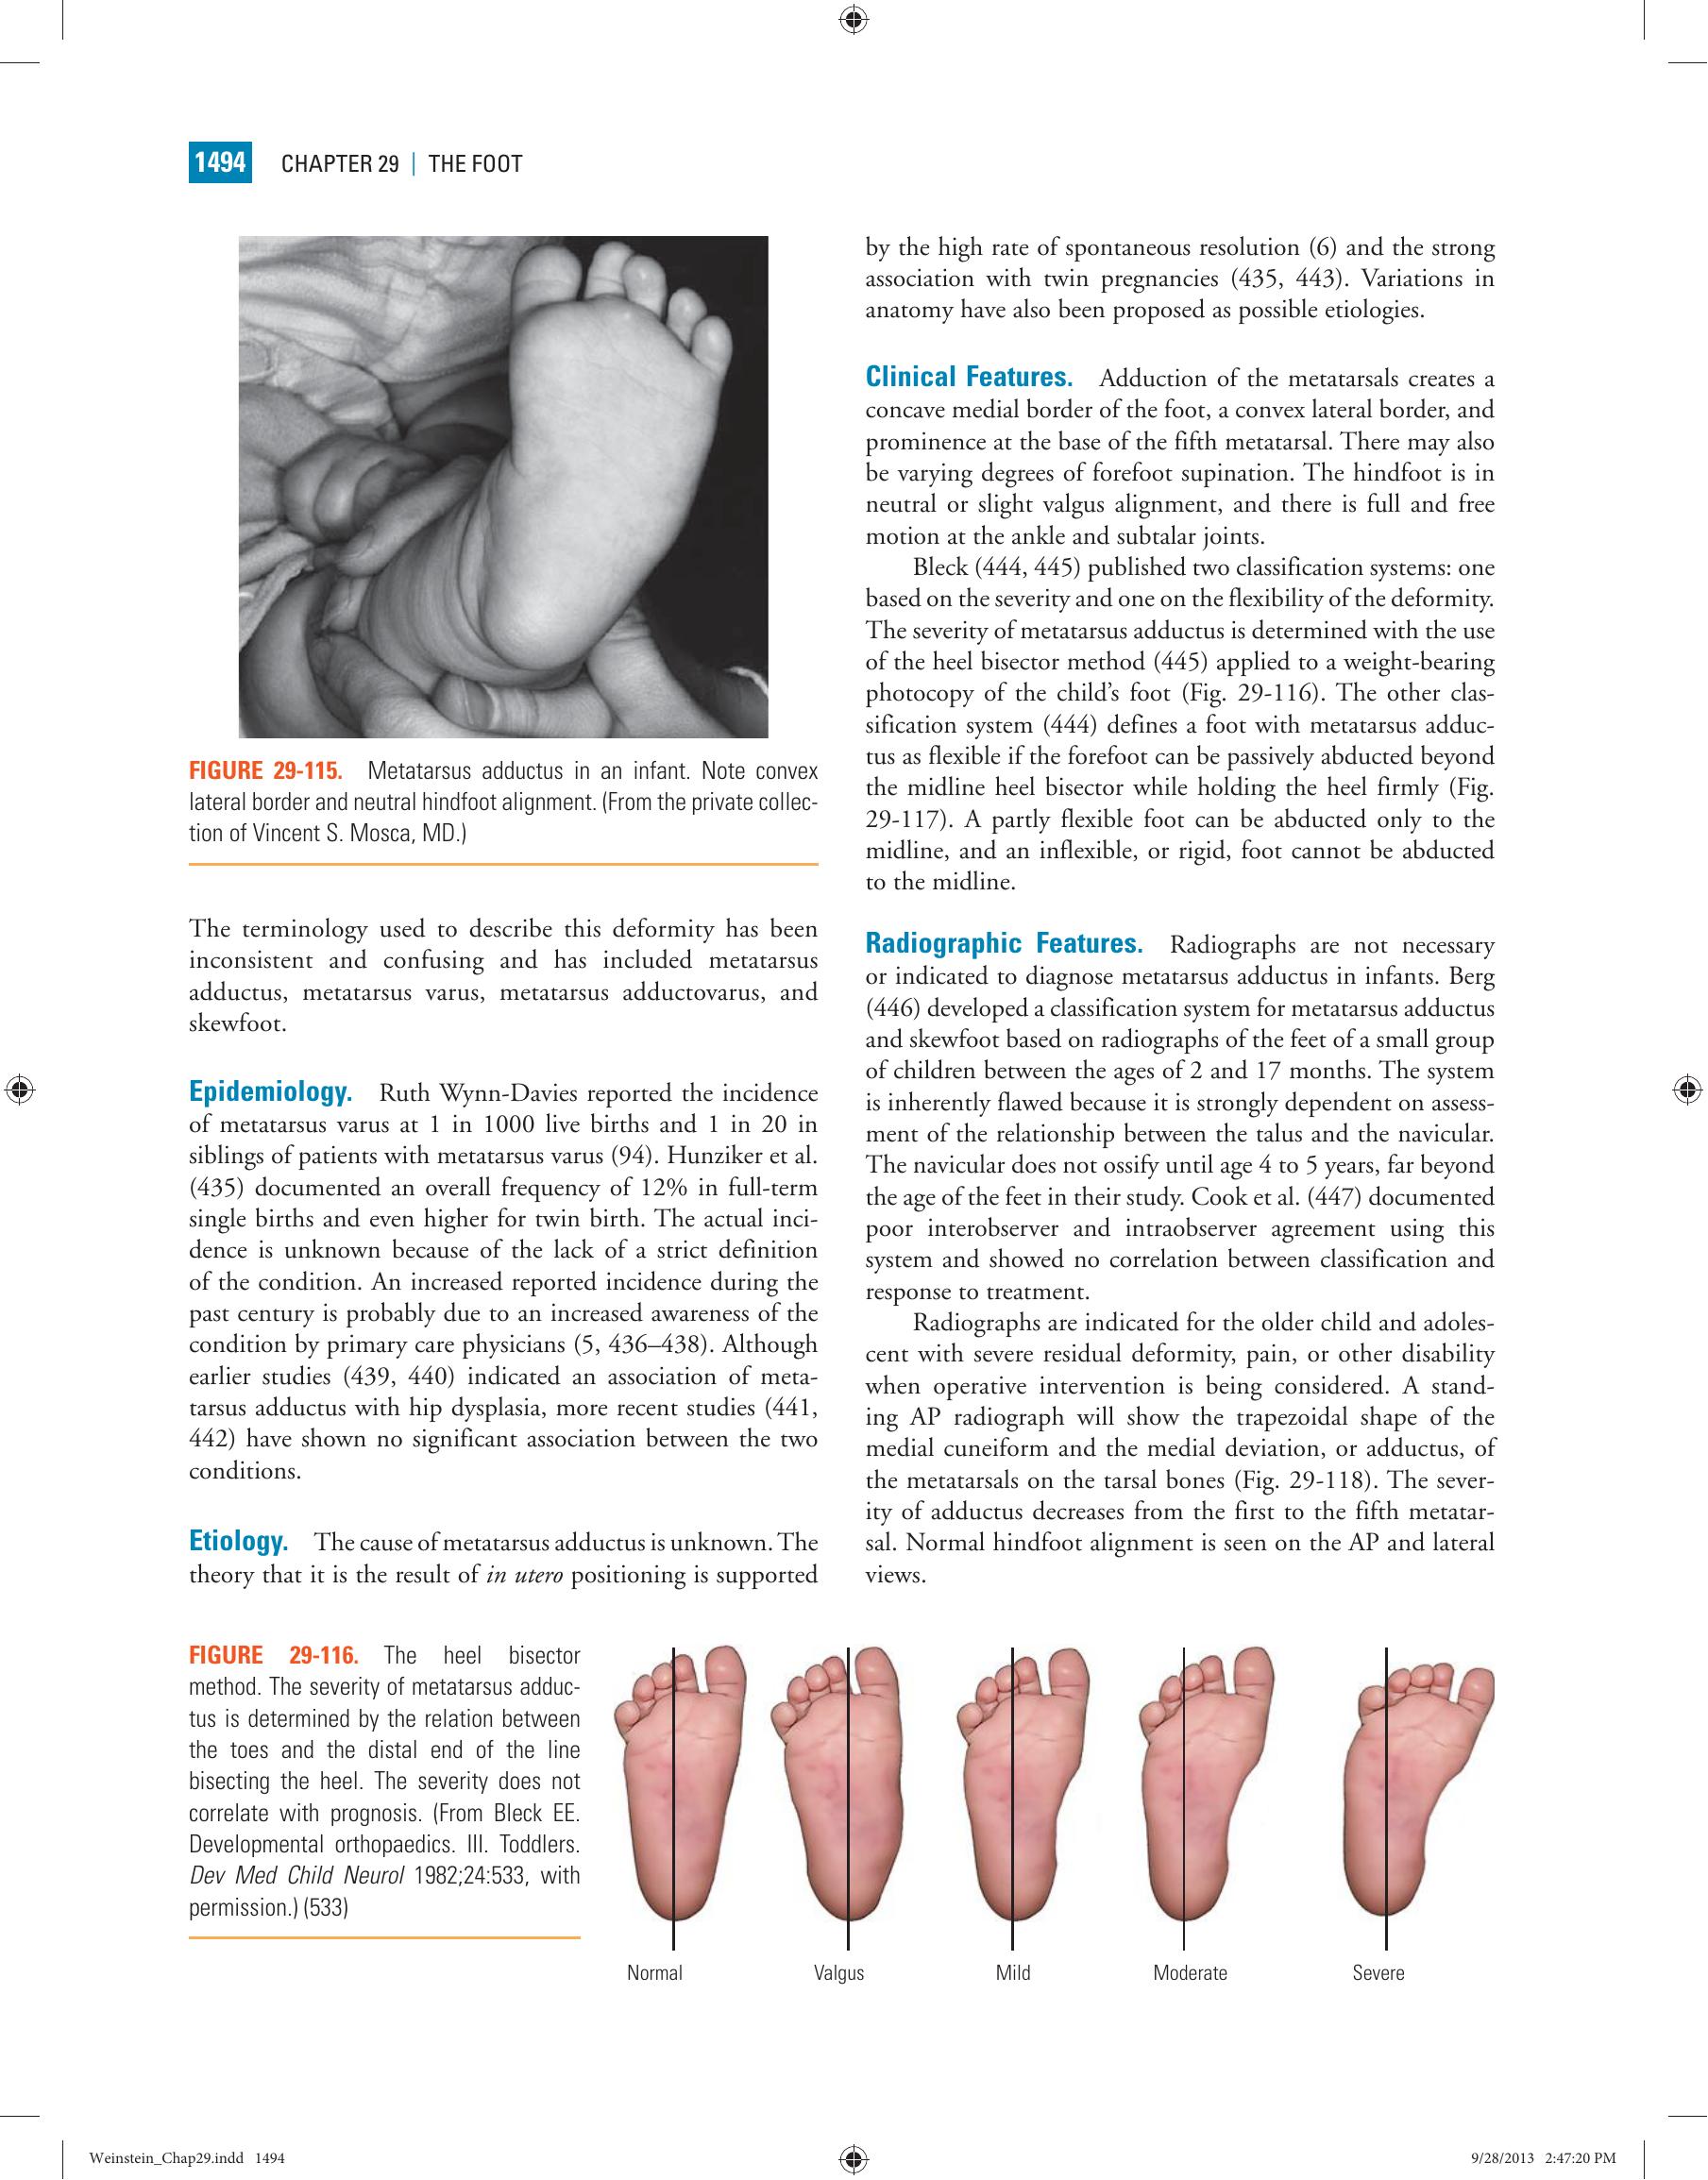 1494 CHAPTER 29 | THE FOOT
FIGURE 29-115. Metatarsus adductus in an infant. Note convex
lateral border and neutral hindfoot alignment. (From the private collec-
tion of Vincent S. Mosca, MD.)
The terminology used to describe this deformity has been
inconsistent and confusing and has included metatarsus
adductus, metatarsus varus, metatarsus adductovarus, and
skewfoot.
Epidemiology. Ruth Wynn-Davies reported the incidence
of metatarsus varus at 1 in 1000 live births and 1 in 20 in
siblings of patients with metatarsus varus (94). Hunziker et al.
(435) documented an overall frequency of 12% in full-term
single births and even higher for twin birth. The actual inci-
dence is unknown because of the lack of a strict definition
of the condition. An increased reported incidence during the
past century is probably due to an increased awareness of the
condition by primary care physicians (5, 436–438). Although
earlier studies (439, 440) indicated an association of meta-
tarsus adductus with hip dysplasia, more recent studies (441,
442) have shown no significant association between the two
conditions.
Etiology. The cause of metatarsus adductus is unknown. The
theory that it is the result of in utero positioning is supported
by the high rate of spontaneous resolution (6) and the strong
association with twin pregnancies (435, 443). Variations in
anatomy have also been proposed as possible etiologies.
Clinical Features. Adduction of the metatarsals creates a
concave medial border of the foot, a convex lateral border, and
prominence at the base of the fifth metatarsal. There may also
be varying degrees of forefoot supination. The hindfoot is in
neutral or slight valgus alignment, and there is full and free
motion at the ankle and subtalar joints.
Bleck (444, 445) published two classification systems: one
based on the severity and one on the flexibility of the deformity.
The severity of metatarsus adductus is determined with the use
of the heel bisector method (445) applied to a weight-bearing
photocopy of the child's foot (Fig. 29-116). The other clas-
sification system (444) defines a foot with metatarsus adduc-
tus as flexible if the forefoot can be passively abducted beyond
the midline heel bisector while holding the heel firmly (Fig.
29-117). A partly flexible foot can be abducted only to the
midline, and an inflexible, or rigid, foot cannot be abducted
to the midline.
Radiographic Features. Radiographs are not necessary
or indicated to diagnose metatarsus adductus in infants. Berg
(446) developed a classification system for metatarsus adductus
and skewfoot based on radiographs of the feet of a small group
of children between the ages of 2 and 17 months. The system
is inherently flawed because it is strongly dependent on assess-
ment of the relationship between the talus and the navicular.
The navicular does not ossify until age 4 to 5 years, far beyond
the age of the feet in their study. Cook et al. (447) documented
poor interobserver and intraobserver agreement using this
system and showed no correlation between classification and
response to treatment.
Radiographs are indicated for the older child and adoles-
cent with severe residual deformity, pain, or other disability
when operative intervention is being considered. A stand-
ing AP radiograph will show the trapezoidal shape of the
medial cuneiform and the medial deviation, or adductus, of
the metatarsals on the tarsal bones (Fig. 29-118). The sever-
ity of adductus decreases from the first to the fifth metatar-
sal. Normal hindfoot alignment is seen on the AP and lateral
views.
FIGURE 29-116. The heel bisector
method. The severity of metatarsus adduc-
tus is determined by the relation between
the toes and the distal end of the line
bisecting the heel. The severity does not
correlate with prognosis. (From Bleck EE.
Developmental orthopaedics. III. Toddlers.
Dev Med Child Neurol 1982;24:533, with
permission.) (533)
Normal Valgus Mild Moderate Severe
Weinstein_Chap29.indd 1494 9/28/2013 2:47:20 PM